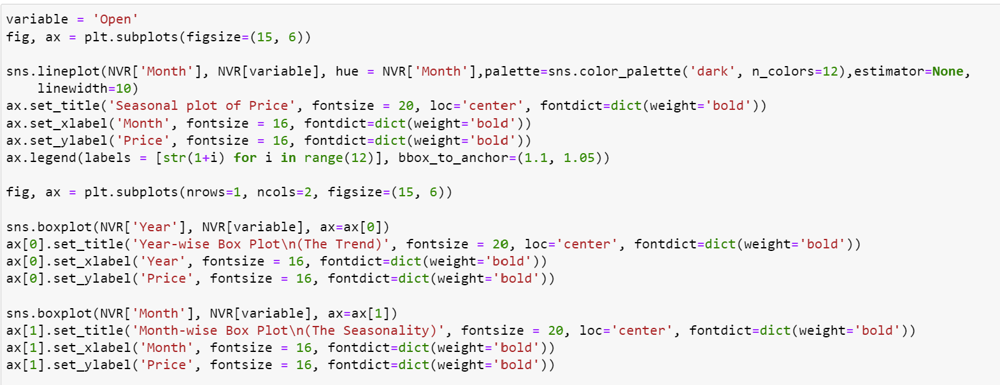 variable = 'Open'
fig, ax = plt.subplots(figsize=(15, 6))
sns.lineplot(NVR['Month'], NVR[variable], hue = NVR['Month'],palette=sns.color_palette('dark', n_colors=12),estimator=None,
    linewidth=10)
ax.set_title('Seasonal plot of Price', fontsize = 20, loc='center', fontdict=dict(weight='bold'))
ax.set_xlabel('Month', fontsize = 16, fontdict=dict(weight='bold'))
ax.set_ylabel('Price', fontsize = 16, fontdict=dict(weight='bold'))
ax.legend(labels = [str(1+i) for i in range(12)], bbox_to_anchor=(1.1, 1.05))
fig, ax = plt.subplots(nrows=1, ncols=2, figsize=(15, 6))
sns.boxplot(NVR['Year'], NVR[variable], ax=ax[0])
ax[0].set_title('Year-wise Box Plot\n(The Trend)', fontsize = 20, loc='center', fontdict=dict(weight='bold'))
ax[0].set_xlabel('Year', fontsize = 16, fontdict=dict(weight='bold'))
ax[0].set_ylabel('Price', fontsize = 16, fontdict=dict(weight='bold'))
sns.boxplot(NVR['Month'], NVR[variable], ax=ax[1])
ax[1].set_title('Month-wise Box Plot\n(The Seasonality)', fontsize = 20, loc='center', fontdict=dict(weight='bold'))
ax[1].set_xlabel('Month', fontsize = 16, fontdict=dict(weight='bold'))
ax[1].set_ylabel('Price', fontsize = 16, fontdict=dict(weight='bold'))